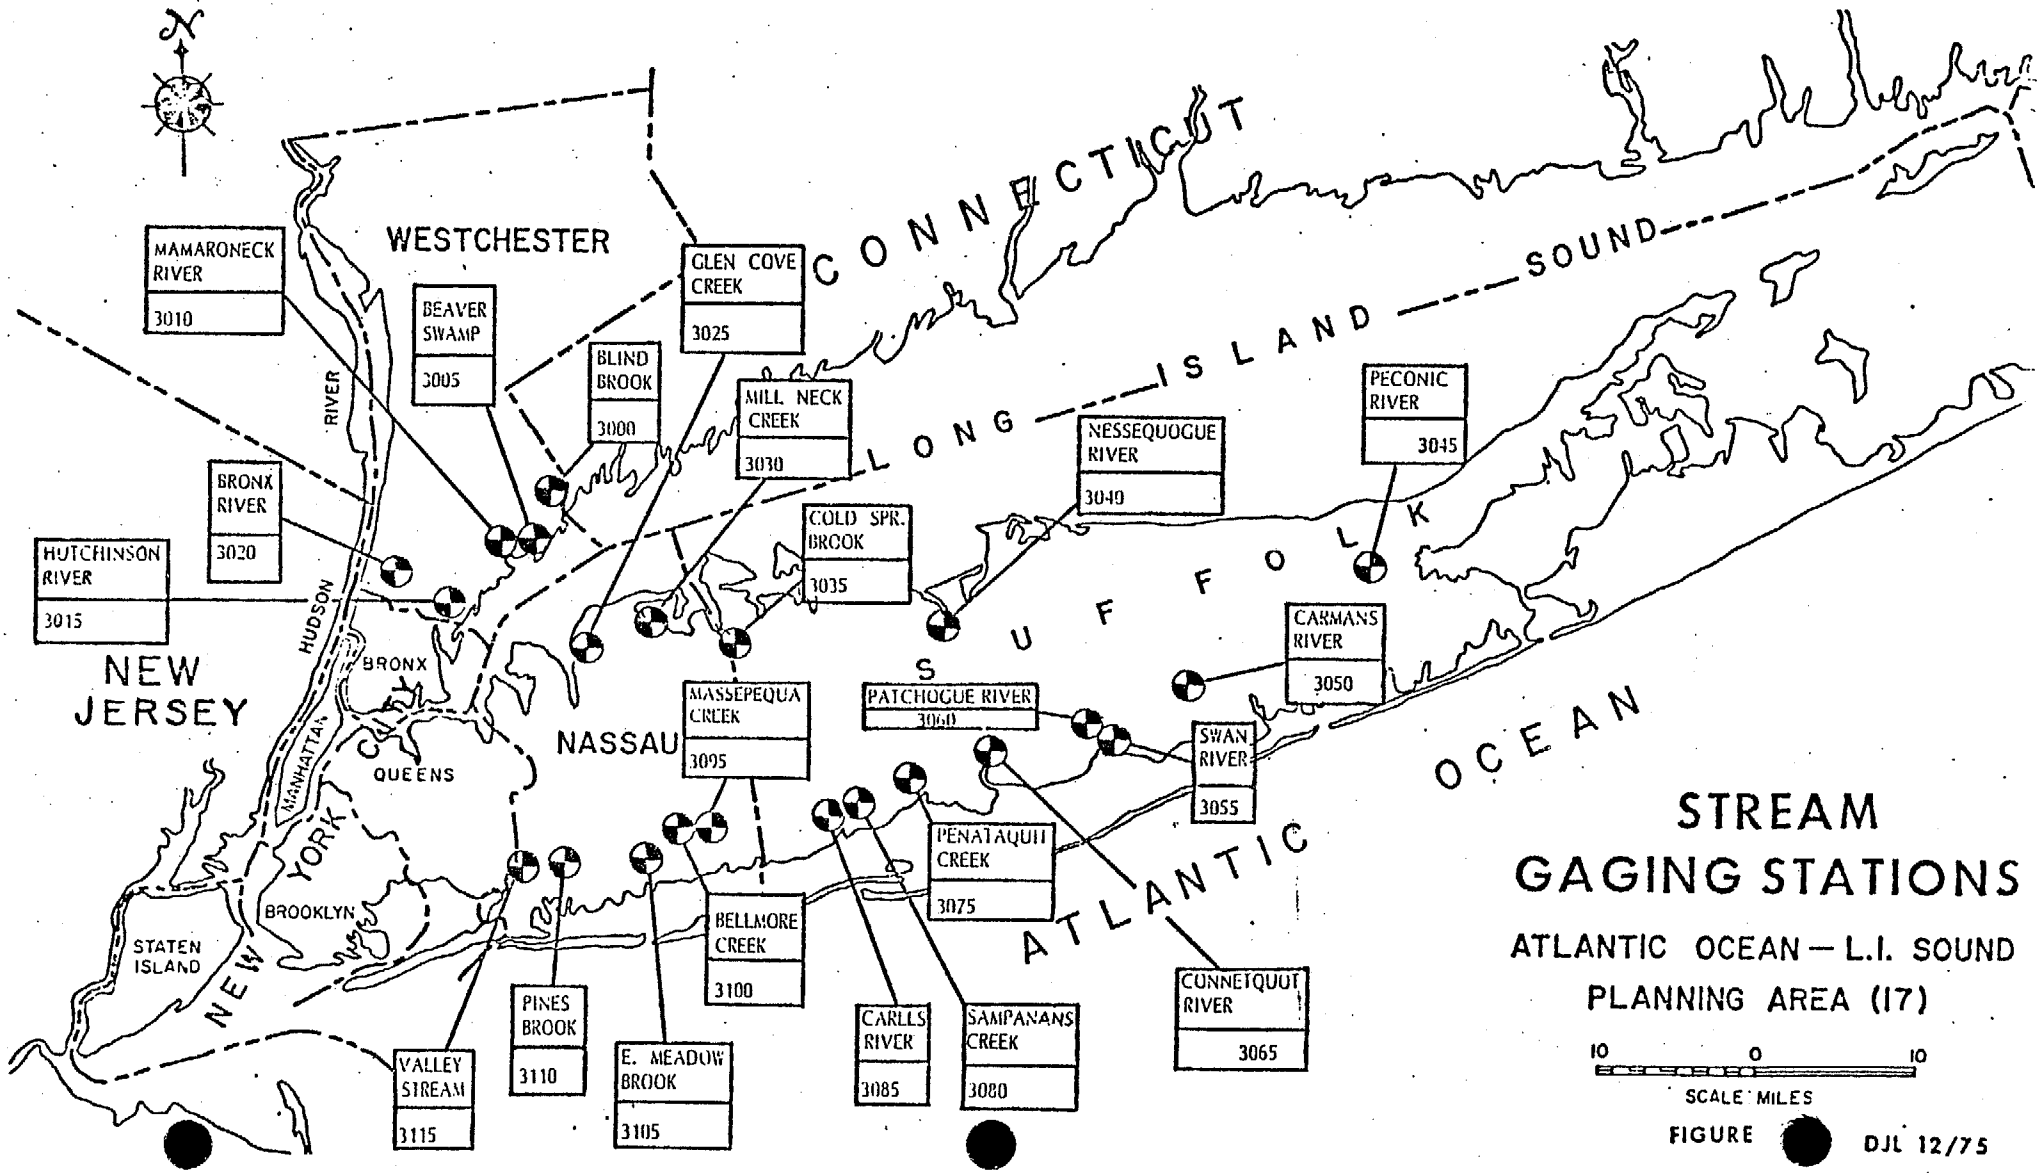 N
WESTCHESTER
CONNECTICUT
LONG ISLAND SOUND
MAMARONECK
RIVER
3010
BEAVER
SWAMP
3005
BLIND
BROOK
3000
GLEN COVE
CREEK
3025
MILL NECK
CREEK
3030
NESSEQUOGUE
RIVER
3040
PECONIC
RIVER
3045
BRONX
RIVER
3020
COLD SPR.
BROOK
3035
HUTCHINSON
RIVER
3015
HUDSON RIVER
NEW
JERSEY
BRONX
MANHATTAN
QUEENS
NASSAU
SUFFOLK
MASSEPEQUA
CREEK
3095
PATCHOGUE RIVER
3060
CARMANS
RIVER
3050
SWAN
RIVER
3055
NEW YORK CITY
BROOKLYN
STATEN
ISLAND
PENATAQUIT
CREEK
3075
BELLMORE
CREEK
3100
ATLANTIC OCEAN
PINES
BROOK
3110
VALLEY
STREAM
3115
E. MEADOW
BROOK
3105
CARLLS
RIVER
3085
SAMPANANS
CREEK
3080
CONNETQUOT
RIVER
3065
STREAM
GAGING STATIONS
ATLANTIC OCEAN — L.I. SOUND
PLANNING AREA (17)
10 0 10
SCALE MILES
FIGURE
DJL 12/75